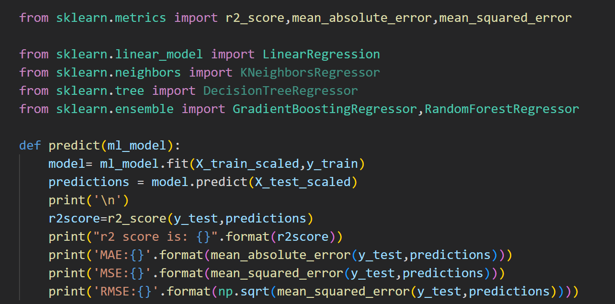 from sklearn.metrics import r2_score,mean_absolute_error,mean_squared_error
from sklearn.linear_model import LinearRegression
from sklearn.neighbors import KNeighborsRegressor
from sklearn.tree import DecisionTreeRegressor
from sklearn.ensemble import GradientBoostingRegressor,RandomForestRegressor
def predict(ml_model):
    model= ml_model.fit(X_train_scaled,y_train)
    predictions = model.predict(X_test_scaled)
    print('\n')
    r2score=r2_score(y_test,predictions)
    print("r2 score is: {}".format(r2score))
    print('MAE:{}'.format(mean_absolute_error(y_test,predictions)))
    print('MSE:{}'.format(mean_squared_error(y_test,predictions)))
    print('RMSE:{}'.format(np.sqrt(mean_squared_error(y_test,predictions))))